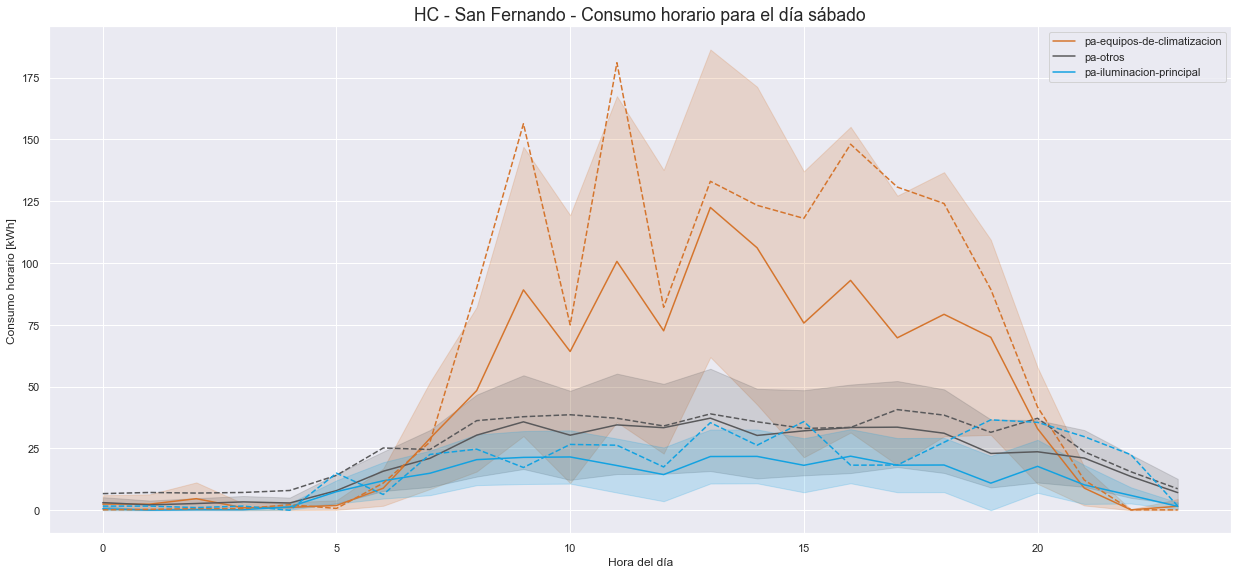 HC - San Fernando - Consumo horario para el día sábado
pa-equipos-de-climatizacion
pa-otros
pa-iluminacion-principal
175
150
125
100
75
50
25
0
Consumo horario [kWh]
0 5 10 15 20
Hora del día